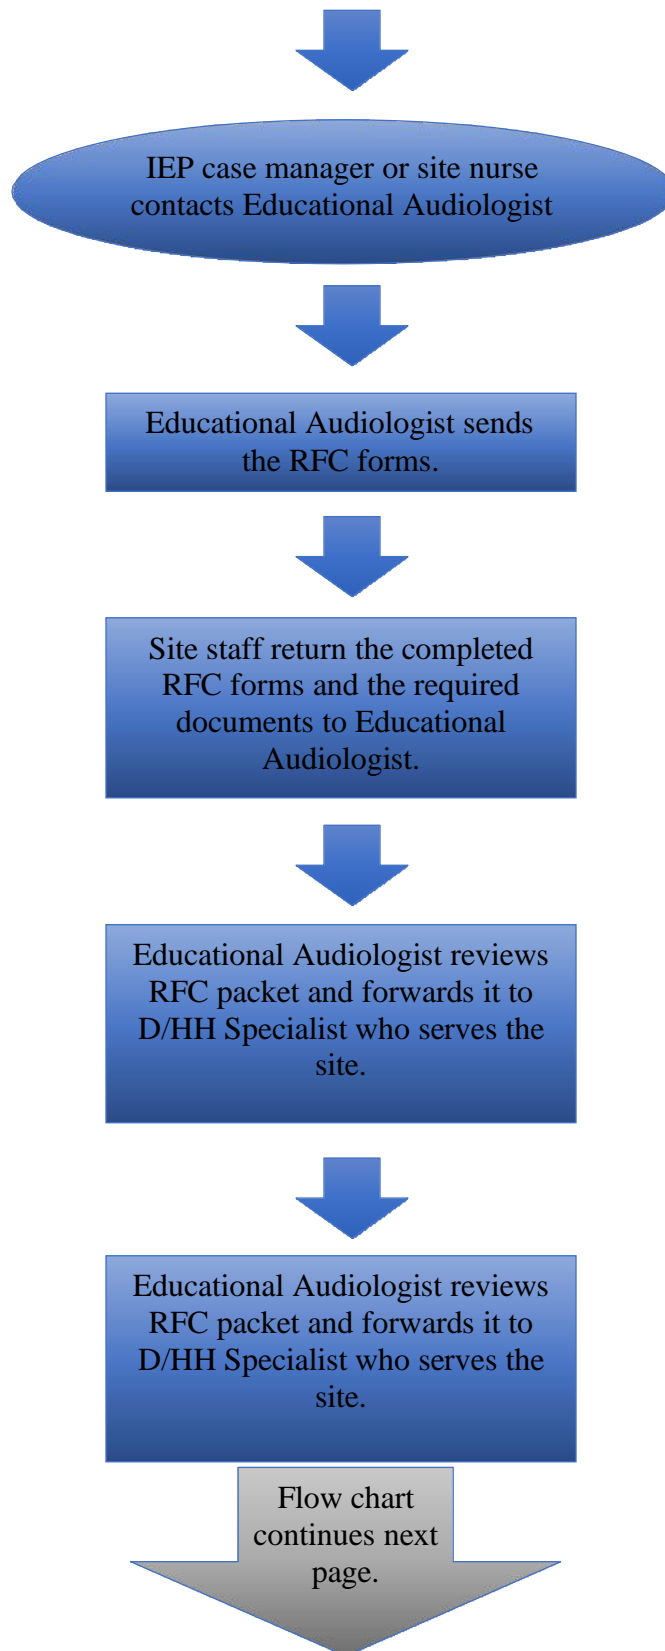 IEP case manager or site nurse
contacts Educational Audiologist
Educational Audiologist sends
the RFC forms.
Site staff return the completed
RFC forms and the required
documents to Educational
Audiologist.
Educational Audiologist reviews
RFC packet and forwards it to
D/HH Specialist who serves the
site.
Educational Audiologist reviews
RFC packet and forwards it to
D/HH Specialist who serves the
site.
Flow chart
continues next
page.